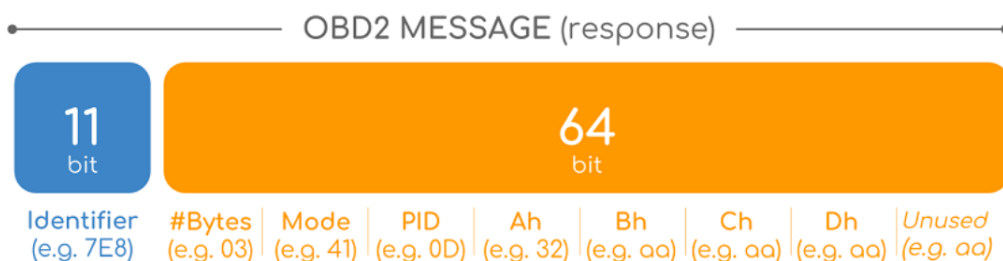 OBD2 MESSAGE (response)
11
bit
64
bit
Identifier
(e.g. 7E8)
#Bytes
(e.g. 03)
Mode
(e.g. 41)
PID
(e.g. 0D)
Ah
(e.g. 32)
Bh
(e.g. aa)
Ch
(e.g. aa)
Dh
(e.g. aa)
Unused
(e.g. aa)